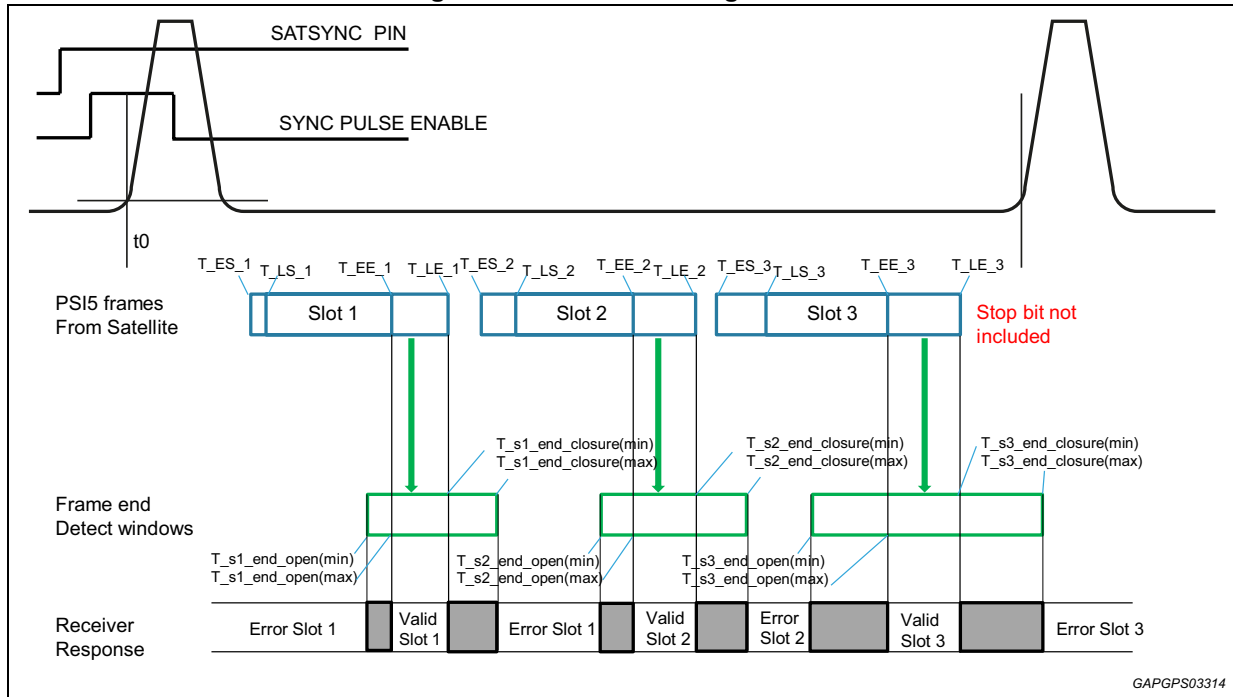 SATSYNC PIN
SYNC PULSE ENABLE
t0
T_ES_1
T_LS_1
T_EE_1
T_LE_1
T_ES_2
T_LS_2
T_EE_2
T_LE_2
T_ES_3
T_LS_3
T_EE_3
T_LE_3
PSI5 frames
From Satellite
Slot 1
Slot 2
Slot 3
Stop bit not
included
T_s1_end_closure(min)
T_s1_end_closure(max)
T_s2_end_closure(min)
T_s2_end_closure(max)
T_s3_end_closure(min)
T_s3_end_closure(max)
Frame end
Detect windows
T_s1_end_open(min)
T_s1_end_open(max)
T_s2_end_open(min)
T_s2_end_open(max)
T_s3_end_open(min)
T_s3_end_open(max)
Receiver
Response
Error Slot 1
Valid
Slot 1
Error Slot 1
Valid
Slot 2
Error
Slot 2
Valid
Slot 3
Error Slot 3
GAPGPS03314